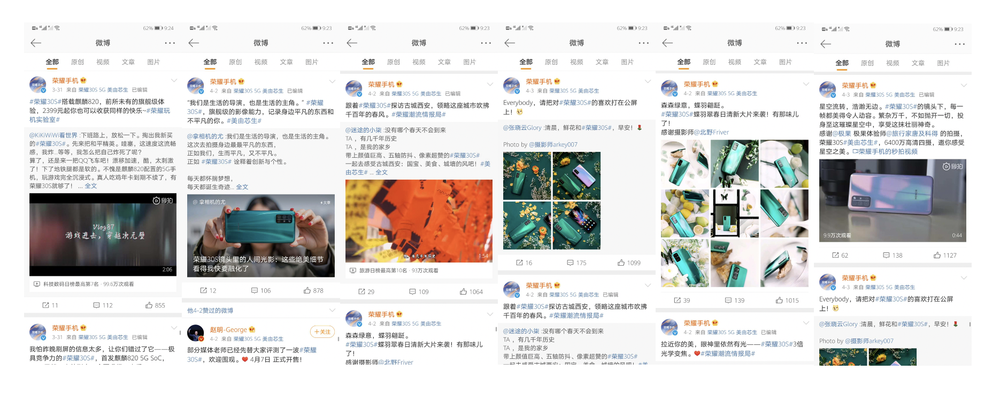 62% 9:24
微博
全部 原创 视频 文章 图片
荣耀手机
3-31 来自 荣耀30S 5G 美由芯生 已编辑
#荣耀30S#搭载麒麟820，前所未有的旗舰级体
验，2399元起你也可以收获同样的快乐~#荣耀玩
机实验室#
@KiKiWiWi看世界 :下班路上，放松一下。掏出我新买
的#荣耀30S#。先来把和平精英。哇塞，这速度这流畅
感，我炸...等等，我怎么把自己炸死了呢？
算了，还是来一把QQ飞车吧！漂移加速，酷，太刺激
了！下了地铁腿都是软的。不愧是麒麟820配置的5G手
机，玩游戏完全沉浸式。真人吃鸡年卡到期不续了，有
荣耀30S就够了！ ... 全文
秒拍
Vlog87
游戏进击，穿越次元壁
2:06
科技数码日榜最高第7名 · 99.6万次观看
11 112 855
荣耀手机
3-31 来自 荣耀30S 5G 美由芯生 已编辑
我怕昨晚刷屏的信息太多，让你们错过了它——极
具竞争力的#荣耀30S#，首发麒麟820 5G SoC，
62% 9:23
微博
全部 原创 视频 文章 图片
荣耀手机
4-2 来自 荣耀30S 5G 美由芯生 已编辑
“我们是生活的导演，也是生活的主角。” #荣耀
30S#，旗舰级的影像能力，记录身边平凡的东西和
不平凡的你。#美由芯生#
@拿相机的尤 :我们是生活的导演，也是生活的主角。
这次去拍摄身边最最平凡的东西，
正如我们，生而平凡，又不平凡。
正如 #荣耀30S# 诠释着创新与个性。
每天都怀揣梦想，
每天都诞生奇迹... 全文
@ 拿相机的尤
文章
荣耀30S镜头里的人间光影：这些绝美细节
看得我快要融化了
12 106 878
他4-2赞过的微博
赵明-George
+关注
4-2 来自 荣耀30S 5G 美由芯生
部分媒体老师已经先替大家评测了一波#荣耀
30S#，欢迎围观。❤ 4月7日 正式开售！
62% 9:23
微博
全部 原创 视频 文章 图片
荣耀手机
4-2 来自 荣耀30S 5G 美由芯生 已编辑
跟着#荣耀30S#探访古城西安，领略这座城市吹拂
千百年的春风。#荣耀潮流情报局#
@迷途的小柒 :没有哪个春天不会到来
TA ，有几千年历史
TA ，是我的家乡
带上颜值巨高、五轴防抖、像素超赞的#荣耀30S#
一起去感受古城西安：国宝、美食、城墙的风吧！#美
由芯生# ... 全文
有几千年历史
1:54
旅游日榜最高第10名 · 93万次观看
29 109 1064
荣耀手机
4-2 来自 荣耀30S 5G 美由芯生
森森绿意，蝶羽翩跹。
#荣耀30S#蝶羽翠春日清新大片来袭！有那味儿
了！
感谢摄影师@北野Friver
62% 9:23
微博
全部 原创 视频 文章 图片
荣耀手机
4-3 来自 荣耀30S 5G 美由芯生
Everybody，请把对#荣耀30S#的喜欢打在公屏
上！
@张晓云Glory :清晨，鲜花和#荣耀30S#，早安！🌹
Photo by @摄影师arkey007
16 175 1099
荣耀手机
4-2 来自 荣耀30S 5G 美由芯生 已编辑
跟着#荣耀30S#探访古城西安，领略这座城市吹拂
千百年的春风。#荣耀潮流情报局#
@迷途的小柒 :没有哪个春天不会到来
TA ，有几千年历史
TA ，是我的家乡
带上颜值巨高、五轴防抖、像素超赞的#荣耀30S#
一起去感受古城西安：国宝、美食、城墙的风吧！#美
62% 9:23
微博
全部 原创 视频 文章 图片
荣耀手机
4-2 来自 荣耀30S 5G 美由芯生
森森绿意，蝶羽翩跹。
#荣耀30S#蝶羽翠春日清新大片来袭！有那味儿
了！
感谢摄影师@北野Friver
39 139 1015
荣耀手机
4-2 来自 荣耀30S 5G 美由芯生 已编辑
拉近你的美，眼神里依然有光——#荣耀30S#3倍
光学变焦。❤#荣耀潮流情报局#
62% 9:23
微博
全部 原创 视频 文章 图片
荣耀手机
4-3 来自 荣耀30S 5G 美由芯生 已编辑
星空流转，浩瀚无边。#荣耀30S#的镜头下，每一
帧都美得令人动容。繁杂万千，不如抛开一切，投
身至这璀璨星空中，享受这抹壮丽神奇。
感谢@极果 极果体验师@旅行家唐及科得 的拍摄，
荣耀30S#美由芯生#，6400万高清四摄，邀你感受
星空之美。荣耀手机的秒拍视频
秒拍
HONOR
9.9万次观看 0:44
62 138 1127
荣耀手机
4-3 来自 荣耀30S 5G 美由芯生
Everybody，请把对#荣耀30S#的喜欢打在公屏
上！
@张晓云Glory :清晨，鲜花和#荣耀30S#，早安！🌹
Photo by @摄影师arkey007